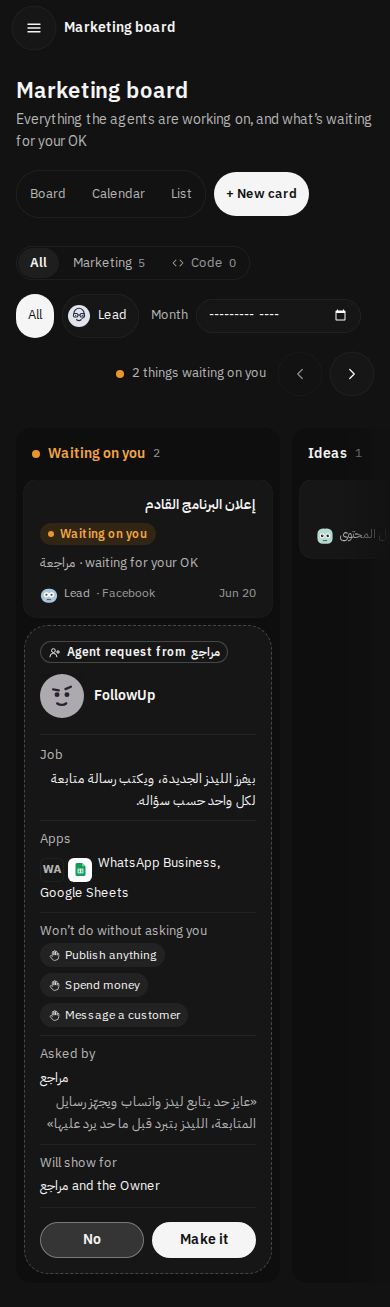 Marketing board
Marketing board
Everything the agents are working on, and what's waiting
for your OK
Board Calendar List + New card
All Marketing 5 Code 0
All Lead Month --------- ----
2 things waiting on you
Waiting on you 2
إعلان البرنامج القادم
Waiting on you
مراجعة · waiting for your OK
Lead · Facebook Jun 20
Agent request from مراجع
FollowUp
Job
بيفرز الليدز الجديدة، ويكتب رسالة متابعة
لكل واحد حسب سؤاله.
Apps
WA WhatsApp Business,
Google Sheets
Won't do without asking you
Publish anything
Spend money
Message a customer
Asked by
مراجع
«عايز حد يتابع ليدز واتساب ويجهّز رسايل
المتابعة، الليدز بتبرد قبل ما حد يرد عليها»
Will show for
مراجع and the Owner
No Make it
Ideas 1
المحتوى